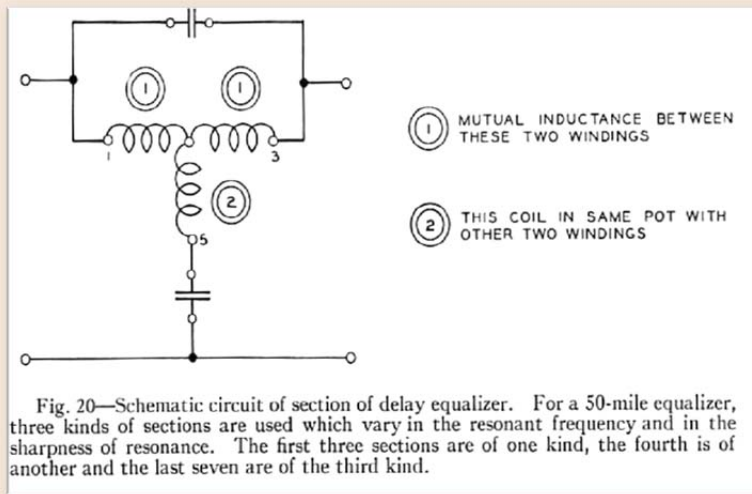 1
1
1
3
2
5
1 MUTUAL INDUCTANCE BETWEEN
THESE TWO WINDINGS
2 THIS COIL IN SAME POT WITH
OTHER TWO WINDINGS
Fig. 20—Schematic circuit of section of delay equalizer. For a 50-mile equalizer,
three kinds of sections are used which vary in the resonant frequency and in the
sharpness of resonance. The first three sections are of one kind, the fourth is of
another and the last seven are of the third kind.